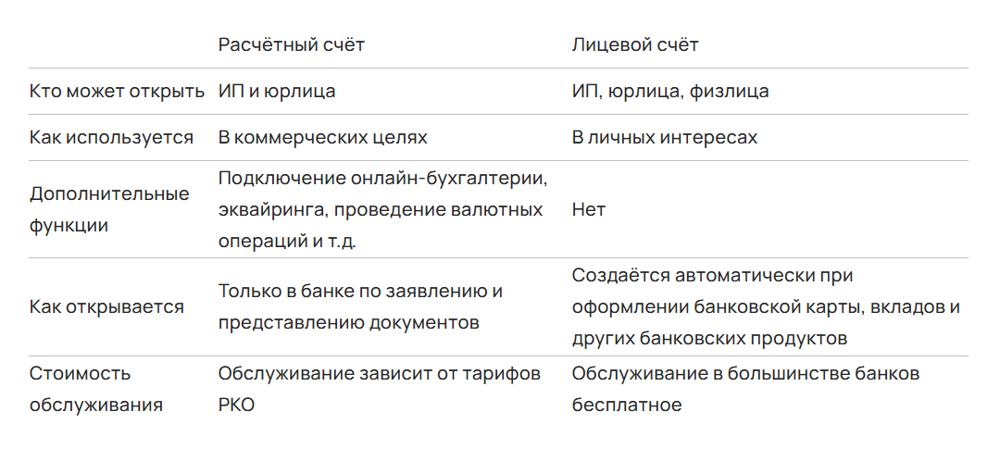 Расчётный счёт
Лицевой счёт
Кто может открыть
ИП и юрлица
ИП, юрлица, физлица
Как используется
В коммерческих целях
В личных интересах
Дополнительные
функции
Подключение онлайн-бухгалтерии,
эквайринга, проведение валютных
операций и т.д.
Нет
Как открывается
Только в банке по заявлению и
представлению документов
Создаётся автоматически при
оформлении банковской карты, вкладов и
других банковских продуктов
Стоимость
обслуживания
Обслуживание зависит от тарифов
РКО
Обслуживание в большинстве банков
бесплатное